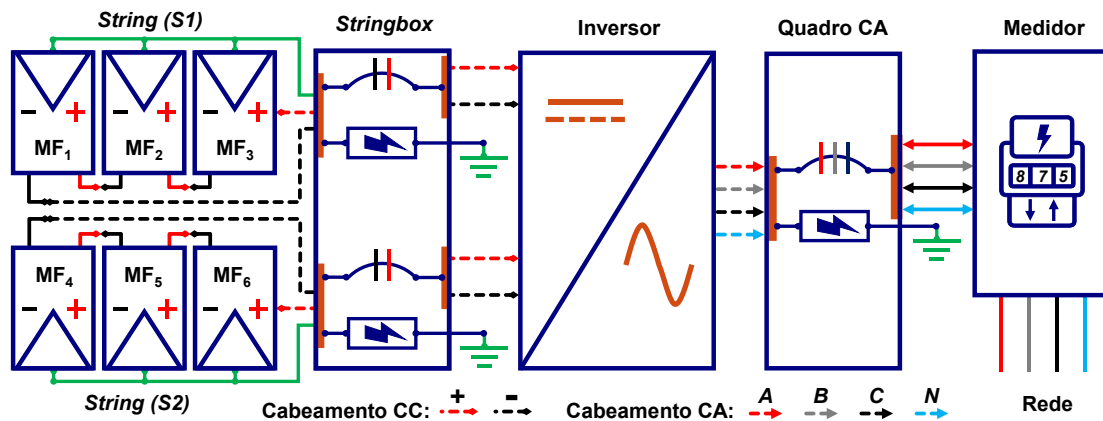 String (S1)
Stringbox
Inversor
Quadro CA
Medidor
- + - + - +
MF1 MF2 MF3
8 7 5
MF4 MF5 MF6
- + - + - +
String (S2)
Cabeamento CC: + -
Cabeamento CA: A B C N
Rede